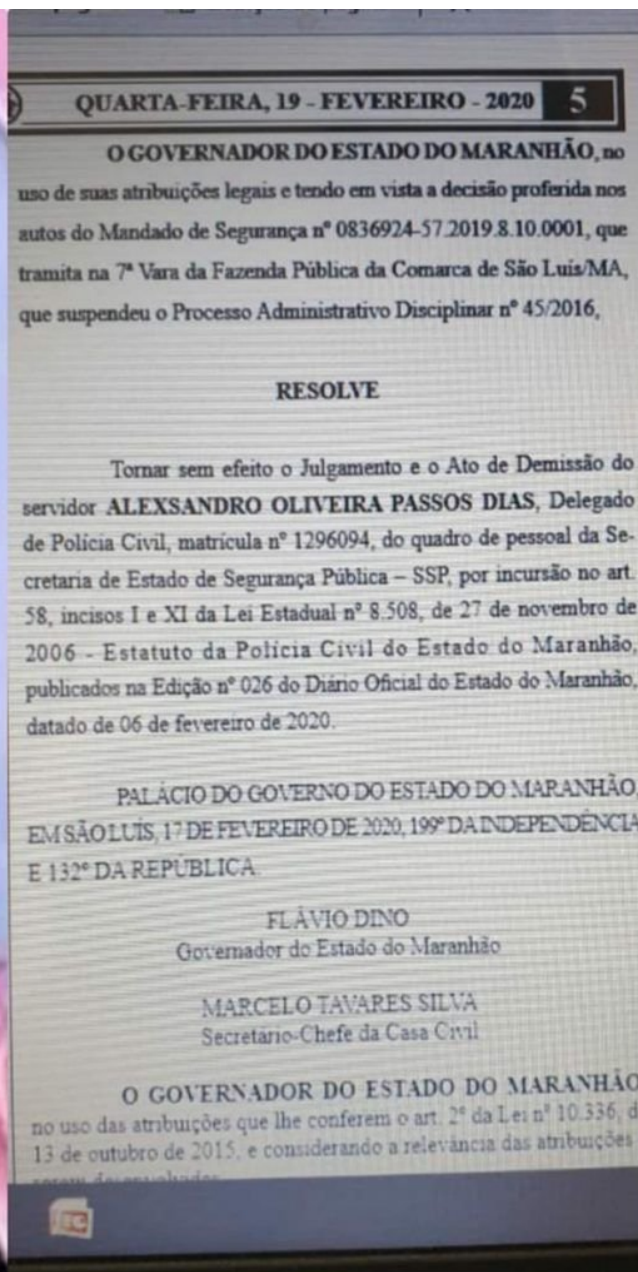 QUARTA-FEIRA, 19 - FEVEREIRO - 2020 5
O GOVERNADOR DO ESTADO DO MARANHÃO, no
uso de suas atribuições legais e tendo em vista a decisão proferida nos
autos do Mandado de Segurança nº 0836924-57.2019.8.10.0001, que
tramita na 7ª Vara da Fazenda Pública da Comarca de São Luís/MA,
que suspendeu o Processo Administrativo Disciplinar nº 45/2016,
RESOLVE
Tornar sem efeito o Julgamento e o Ato de Demissão do
servidor ALEXSANDRO OLIVEIRA PASSOS DIAS, Delegado
de Polícia Civil, matrícula nº 1296094, do quadro de pessoal da Se-
cretaria de Estado de Segurança Pública – SSP, por incursão no art.
58, incisos I e XI da Lei Estadual nº 8.508, de 27 de novembro de
2006 - Estatuto da Polícia Civil do Estado do Maranhão,
publicados na Edição nº 026 do Diário Oficial do Estado do Maranhão,
datado de 06 de fevereiro de 2020.
PALÁCIO DO GOVERNO DO ESTADO DO MARANHÃO,
EM SÃO LUÍS, 17 DE FEVEREIRO DE 2020, 199º DA INDEPENDÊNCIA
E 132º DA REPÚBLICA.
FLÁVIO DINO
Governador do Estado do Maranhão
MARCELO TAVARES SILVA
Secretário-Chefe da Casa Civil
O GOVERNADOR DO ESTADO DO MARANHÃO
no uso das atribuições que lhe conferem o art. 2º da Lei nº 10.336, d
13 de outubro de 2015, e considerando a relevância das atribuições